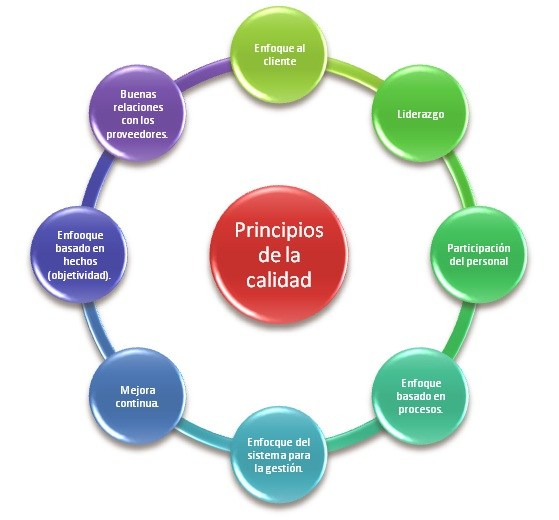 Enfoque al
cliente
Liderazgo
Participación
del personal
Enfoque
basado en
procesos.
Enfocque del
sistema para
la gestión.
Mejora
continua.
Enfooque
basado en
hechos
(objetividad).
Buenas
relaciones
con los
proveedores.
Principios
de la
calidad